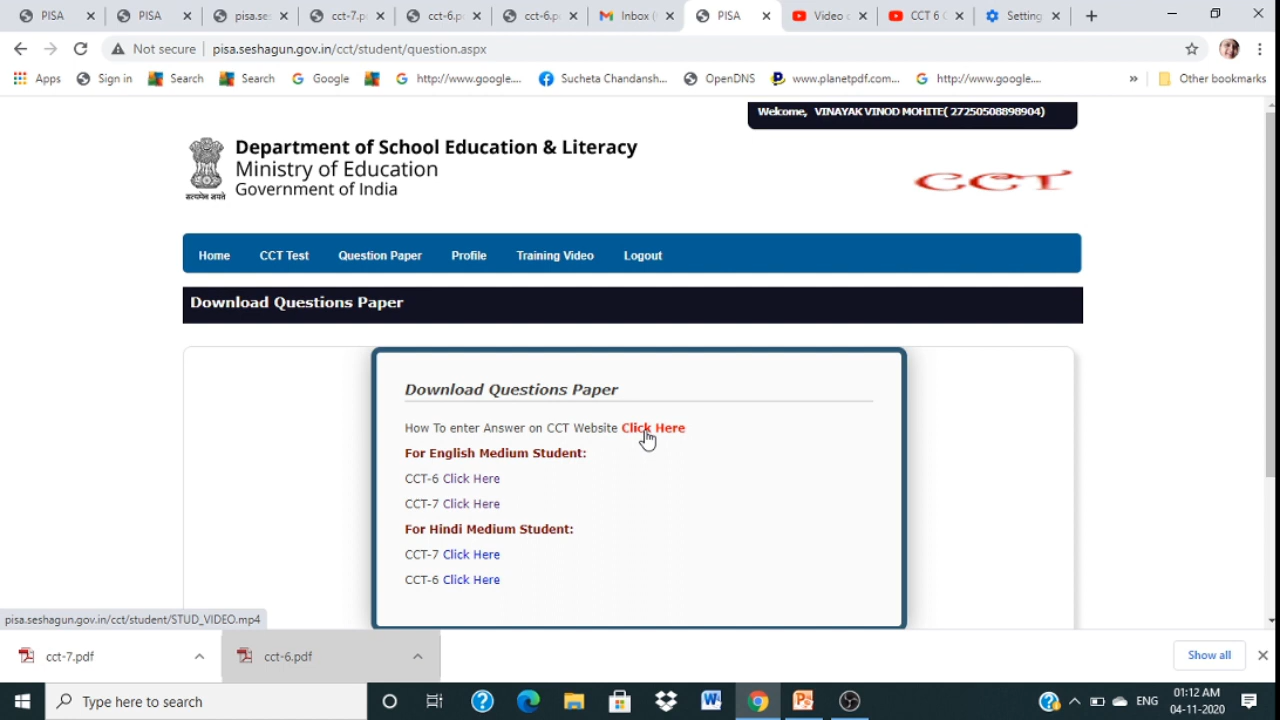 PISA
PISA
pisa.se
cct-7.p
cct-6.p
cct-6.p
Inbox (
PISA
Video c
CCT 6 C
Setting
Not secure
pisa.seshagun.gov.in/cct/student/question.aspx
Apps
Sign in
Search
Search
Google
http://www.google....
Sucheta Chandansh...
OpenDNS
www.planetpdf.com...
http://www.google....
Other bookmarks
Welcome, VINAYAK VINOD MOHITE( 27250508898904)
Department of School Education & Literacy
Ministry of Education
Government of India
सत्यमेव जयते
CCT
Home
CCT Test
Question Paper
Profile
Training Video
Logout
Download Questions Paper
Download Questions Paper
How To enter Answer on CCT Website Click Here
For English Medium Student:
CCT-6 Click Here
CCT-7 Click Here
For Hindi Medium Student:
CCT-7 Click Here
CCT-6 Click Here
pisa.seshagun.gov.in/cct/student/STUD_VIDEO.mp4
cct-7.pdf
cct-6.pdf
Show all
Type here to search
ENG
01:12 AM
04-11-2020